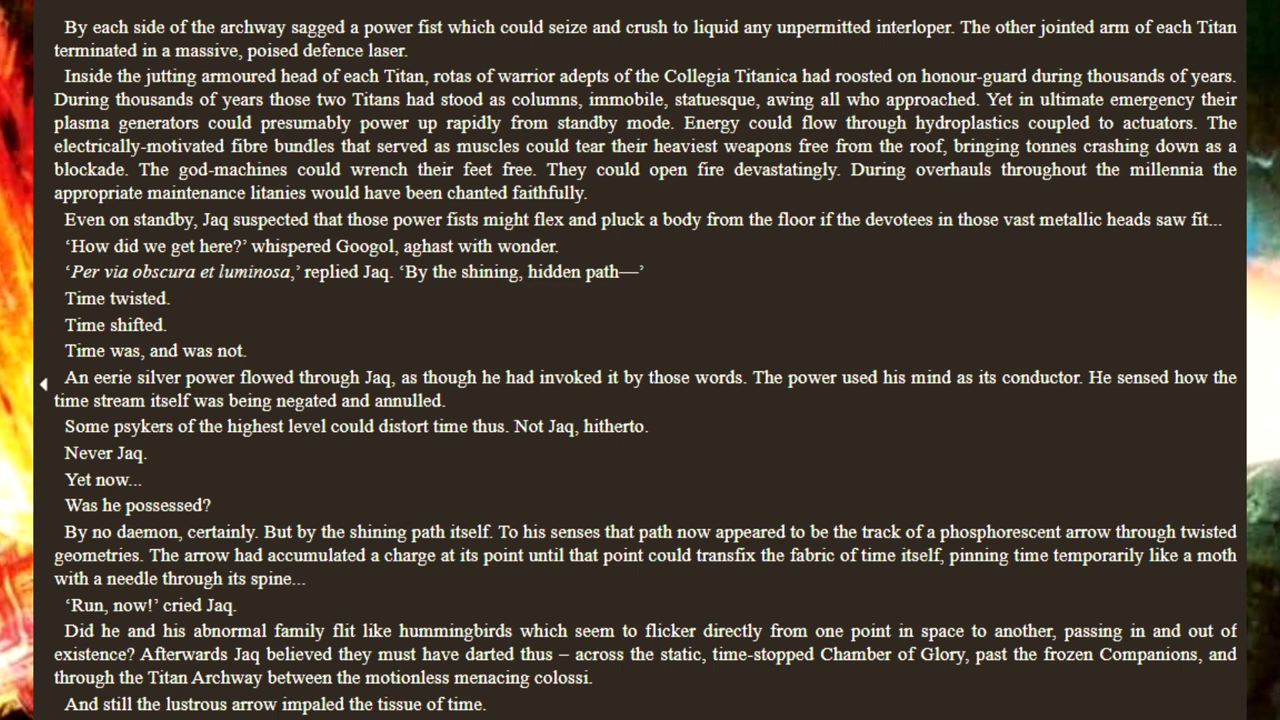 By each side of the archway sagged a power fist which could seize and crush to liquid any unpermitted interloper. The other jointed arm of each Titan
terminated in a massive, poised defence laser.
Inside the jutting armoured head of each Titan, rotas of warrior adepts of the Collegia Titanica had roosted on honour-guard during thousands of years.
During thousands of years those two Titans had stood as columns, immobile, statuesque, awing all who approached. Yet in ultimate emergency their
plasma generators could presumably power up rapidly from standby mode. Energy could flow through hydroplastics coupled to actuators. The
electrically-motivated fibre bundles that served as muscles could tear their heaviest weapons free from the roof, bringing tonnes crashing down as a
blockade. The god-machines could wrench their feet free. They could open fire devastatingly. During overhauls throughout the millennia the
appropriate maintenance litanies would have been chanted faithfully.
Even on standby, Jaq suspected that those power fists might flex and pluck a body from the floor if the devotees in those vast metallic heads saw fit...
‘How did we get here?’ whispered Googol, aghast with wonder.
‘Per via obscura et luminosa,’ replied Jaq. ‘By the shining, hidden path—’
Time twisted.
Time shifted.
Time was, and was not.
An eerie silver power flowed through Jaq, as though he had invoked it by those words. The power used his mind as its conductor. He sensed how the
time stream itself was being negated and annulled.
Some psykers of the highest level could distort time thus. Not Jaq, hitherto.
Never Jaq.
Yet now...
Was he possessed?
By no daemon, certainly. But by the shining path itself. To his senses that path now appeared to be the track of a phosphorescent arrow through twisted
geometries. The arrow had accumulated a charge at its point until that point could transfix the fabric of time itself, pinning time temporarily like a moth
with a needle through its spine...
‘Run, now!’ cried Jaq.
Did he and his abnormal family flit like hummingbirds which seem to flicker directly from one point in space to another, passing in and out of
existence? Afterwards Jaq believed they must have darted thus – across the static, time-stopped Chamber of Glory, past the frozen Companions, and
through the Titan Archway between the motionless menacing colossi.
And still the lustrous arrow impaled the tissue of time.